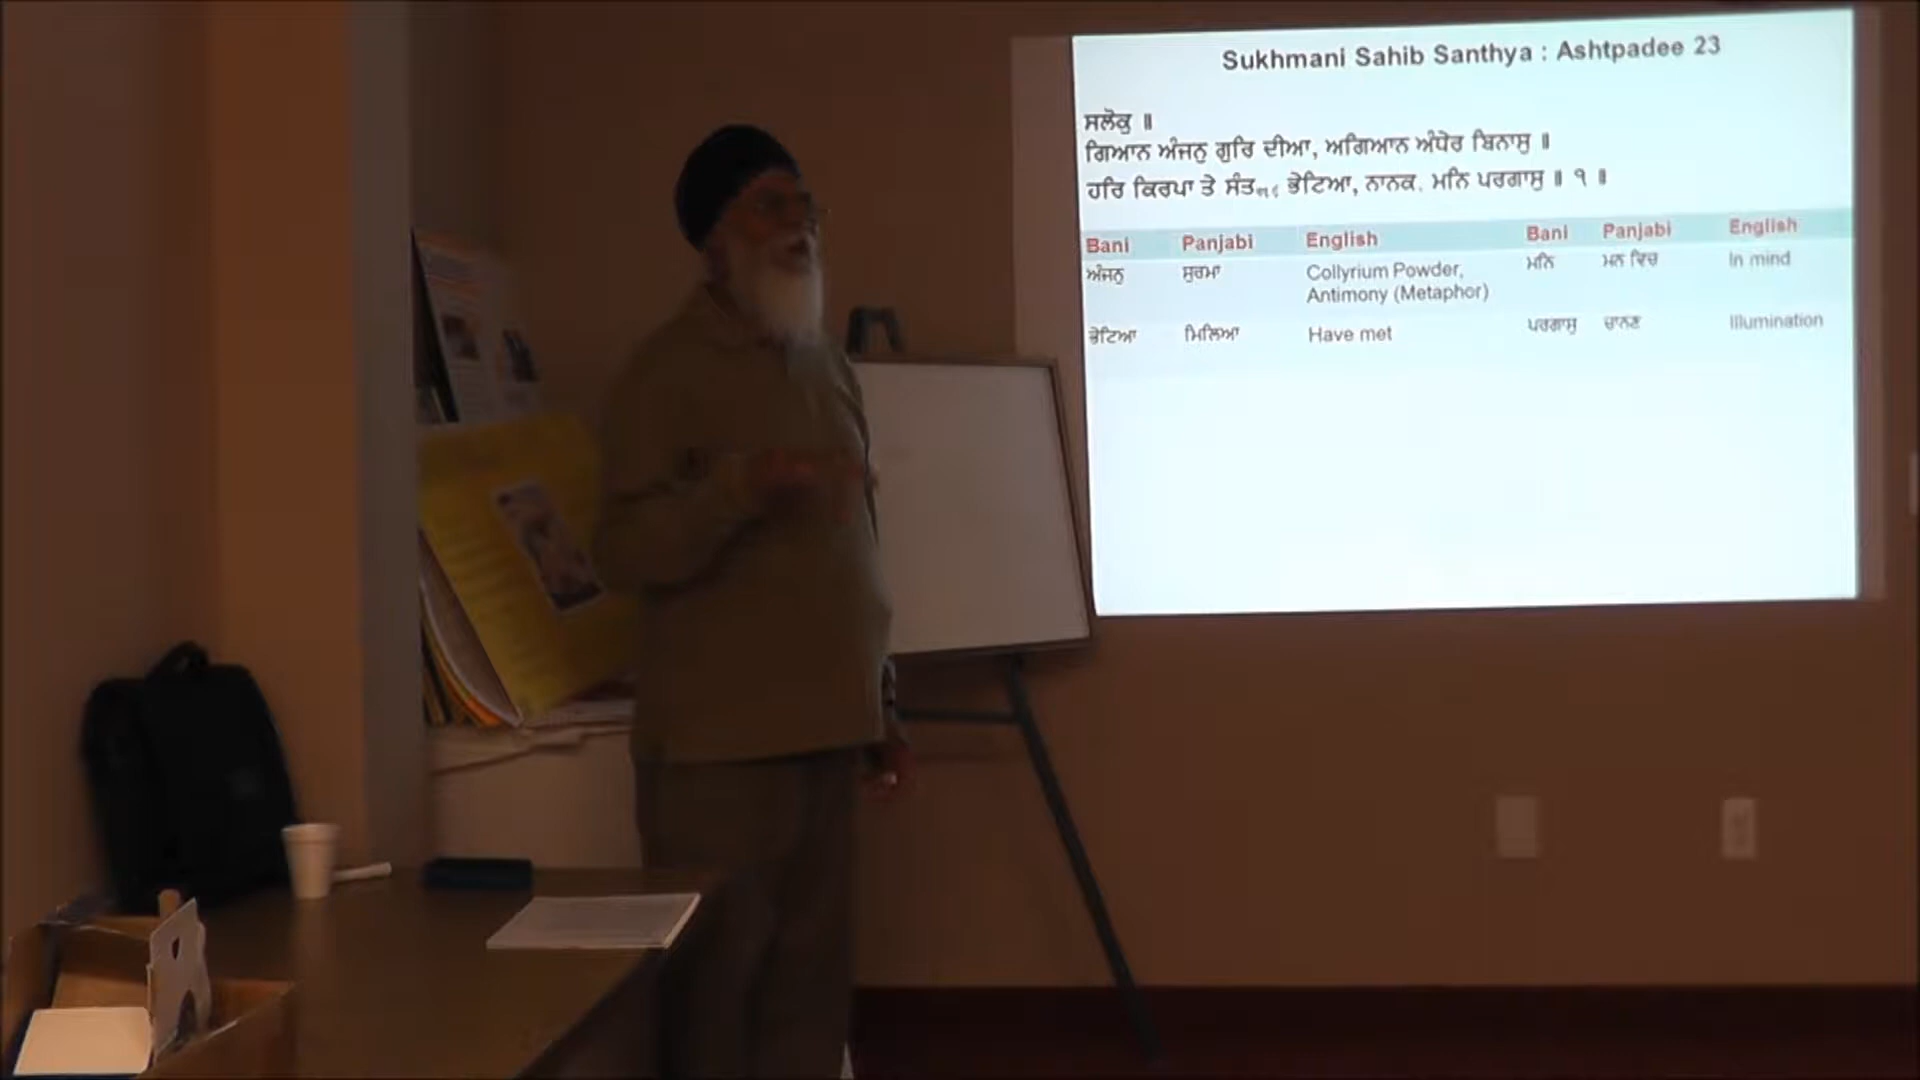 Sukhmani Sahib Santhya : Ashtpadee 23
ਸਲੋਕੁ ॥
ਗਿਆਨ ਅੰਜਨੁ ਗੁਰਿ ਦੀਆ, ਅਗਿਆਨ ਅੰਧੇਰ ਬਿਨਾਸੁ ॥
ਹਰਿ ਕਿਰਪਾ ਤੇ ਸੰਤ ਭੇਟਿਆ, ਨਾਨਕ. ਮਨਿ ਪਰਗਾਸੁ ॥ ੧ ॥
Bani Panjabi English Bani Panjabi English
ਅੰਜਨੁ ਸੁਰਮਾ Collyrium Powder, ਮਨਿ ਮਨ ਵਿਚ In mind
Antimony (Metaphor)
ਭੇਟਿਆ ਮਿਲਿਆ Have met ਪਰਗਾਸੁ ਚਾਨਣ Illumination